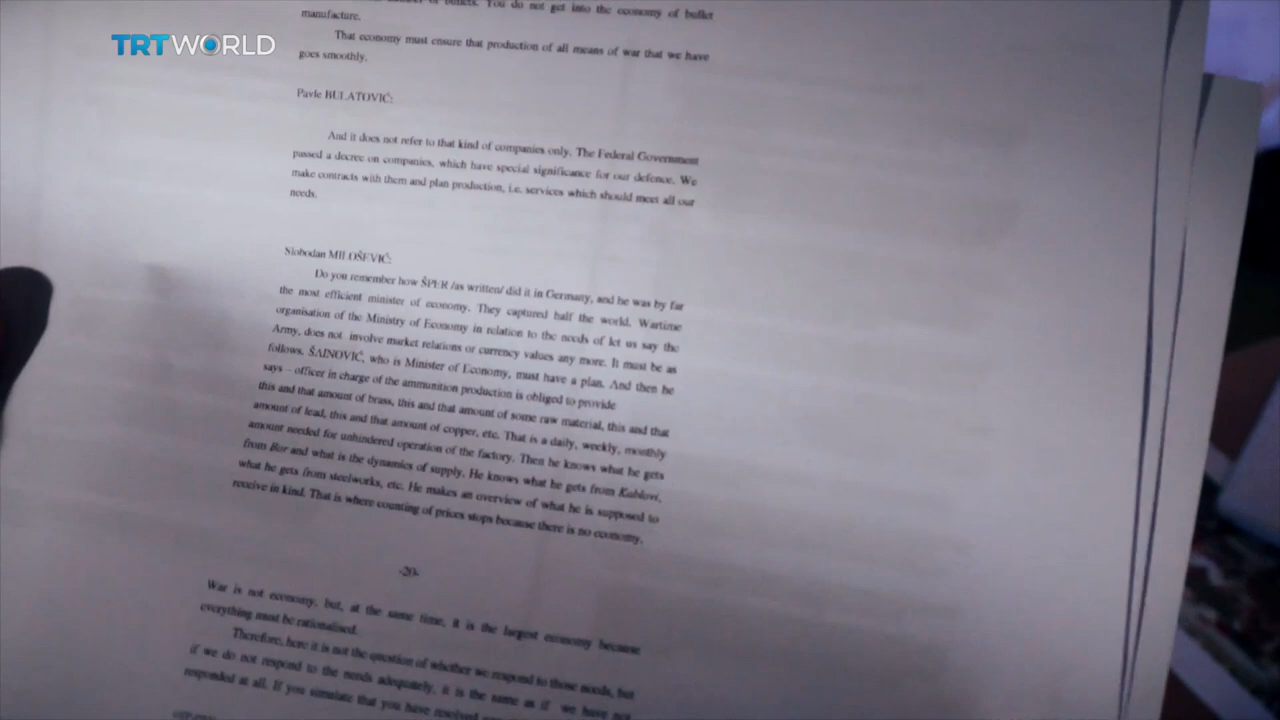 TRT WORLD
of bullets. You do not get into the economy of bullet
manufacture.
That economy must ensure that production of all means of war that we have
goes smoothly.
Pavle BULATOVIĆ:
And it does not refer to that kind of companies only. The Federal Government
passed a decree on companies, which have special significance for our defence. We
make contracts with them and plan production, i.e. services which should meet all our
needs.
Slobodan MILOŠEVIĆ:
Do you remember how ŠPER /as written/ did it in Germany, and he was by far
the most efficient minister of economy. They captured half the world. Wartime
organisation of the Ministry of Economy in relation to the needs of let us say the
Army, does not involve market relations or currency values any more. It must be as
follows. ŠAINOVIĆ, who is Minister of Economy, must have a plan. And then he
says – officer in charge of the ammunition production is obliged to provide
this and that amount of brass, this and that amount of some raw material, this and that
amount of lead, this and that amount of copper, etc. That is a daily, weekly, monthly
amount needed for unhindered operation of the factory. Then he knows what he gets
from Bor and what is the dynamics of supply. He knows what he gets from Kablovi,
what he gets from steelworks, etc. He makes an overview of what he is supposed to
receive in kind. That is where counting of prices stops because there is no economy.
-20-
War is not economy, but, at the same time, it is the largest economy because
everything must be rationalised.
Therefore, here it is not the question of whether we respond to those needs, but
if we do not respond to the needs adequately, it is the same as if we have not
responded at all. If you simulate that you have